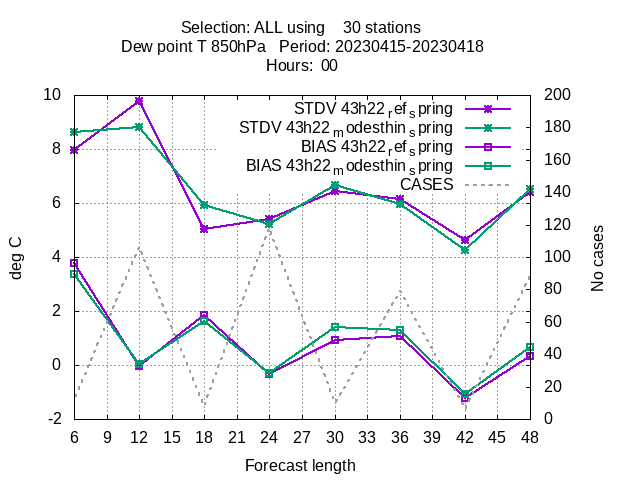 Selection: ALL using    30 stations
Dew point T 850hPa   Period: 20230415-20230418
Hours:  00
STDV 43h22_ref_spring
STDV 43h22_modesthin_spring
BIAS 43h22_ref_spring
BIAS 43h22_modesthin_spring
CASES
10
8
6
4
2
0
-2
200
180
160
140
120
100
80
60
40
20
0
deg C
No cases
6 9 12 15 18 21 24 27 30 33 36 39 42 45 48
Forecast length